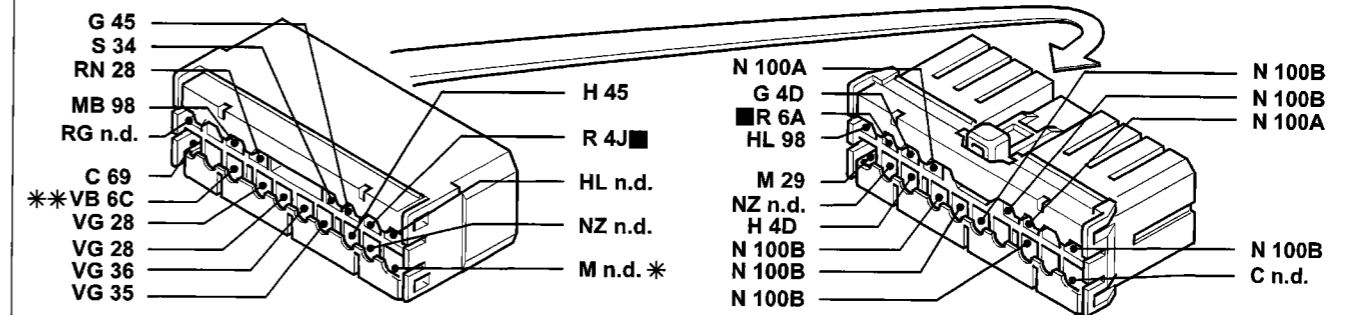 G 45
S 34
RN 28
MB 98
RG n.d.
C 69
✳✳VB 6C
VG 28
VG 28
VG 36
VG 35
H 45
R 4J■
HL n.d.
NZ n.d.
M n.d. ✳
N 100A
G 4D
■R 6A
HL 98
M 29
NZ n.d.
H 4D
N 100B
N 100B
N 100B
N 100B
N 100B
N 100A
N 100B
C n.d.